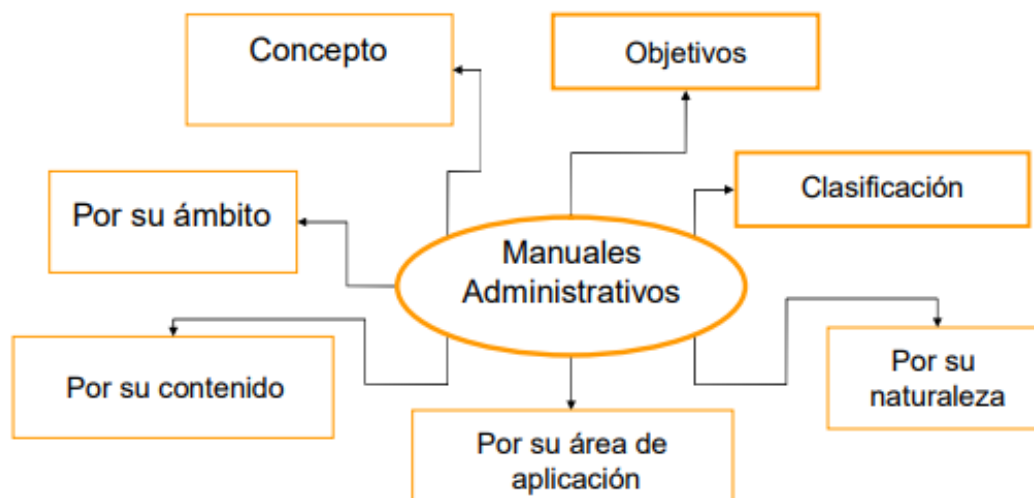 Concepto
Objetivos
Clasificación
Por su ámbito
Manuales
Administrativos
Por su contenido
Por su
naturaleza
Por su área de
aplicación